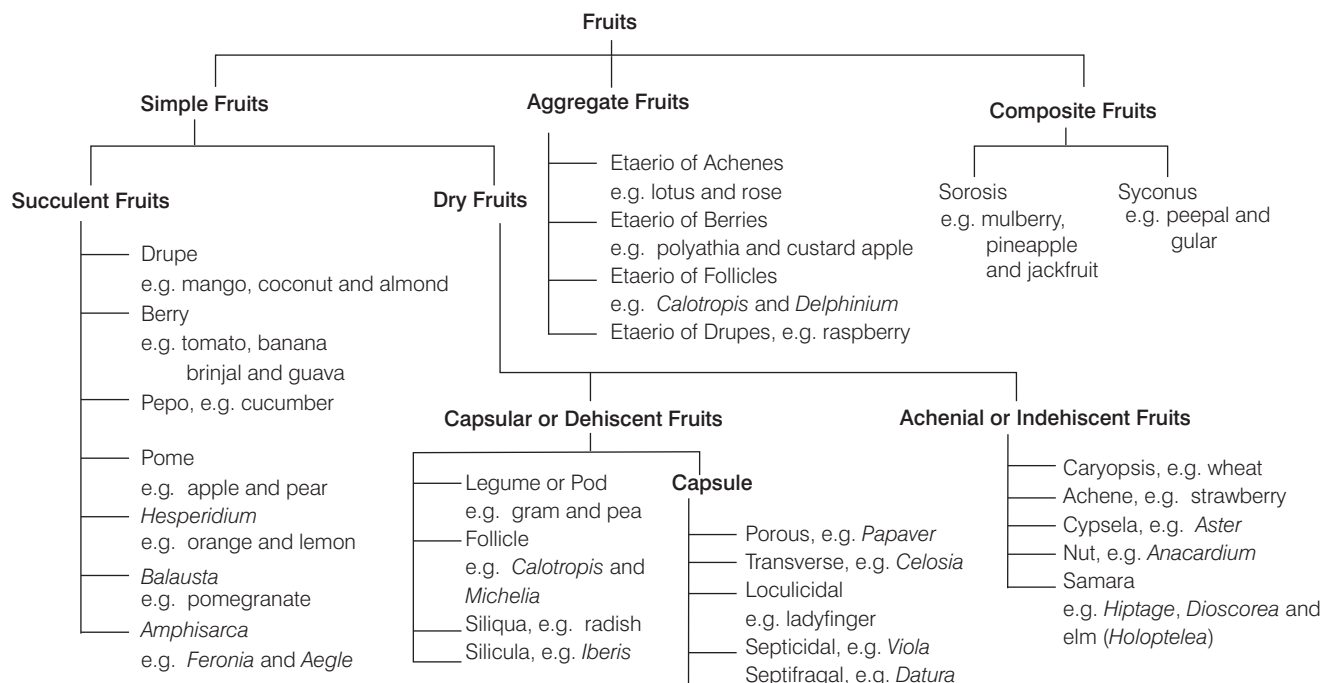 Fruits
Simple Fruits
Aggregate Fruits
Composite Fruits
Succulent Fruits
Dry Fruits
Drupe
e.g. mango, coconut and almond
Berry
e.g. tomato, banana
brinjal and guava
Pepo, e.g. cucumber
Pome
e.g. apple and pear
Hesperidium
e.g. orange and lemon
Balausta
e.g. pomegranate
Amphisarca
e.g. Feronia and Aegle
Etaerio of Achenes
e.g. lotus and rose
Etaerio of Berries
e.g. polyathia and custard apple
Etaerio of Follicles
e.g. Calotropis and Delphinium
Etaerio of Drupes, e.g. raspberry
Sorosis
e.g. mulberry,
pineapple
and jackfruit
Syconus
e.g. peepal and
gular
Capsular or Dehiscent Fruits
Legume or Pod
e.g. gram and pea
Follicle
e.g. Calotropis and
Michelia
Siliqua, e.g. radish
Silicula, e.g. Iberis
Capsule
Porous, e.g. Papaver
Transverse, e.g. Celosia
Loculicidal
e.g. ladyfinger
Septicidal, e.g. Viola
Septifragal, e.g. Datura
Achenial or Indehiscent Fruits
Caryopsis, e.g. wheat
Achene, e.g. strawberry
Cypsela, e.g. Aster
Nut, e.g. Anacardium
Samara
e.g. Hiptage, Dioscorea and
elm (Holoptelea)